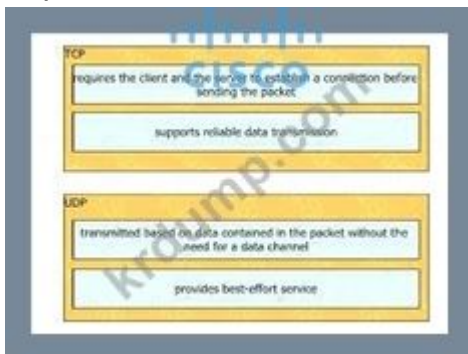 CISCO
TCP
requires the client and the server to establish a connection before
sending the packet
supports reliable data transmission
UDP
transmitted based on data contained in the packet without the
need for a data channel
provides best-effort service
krdump.com